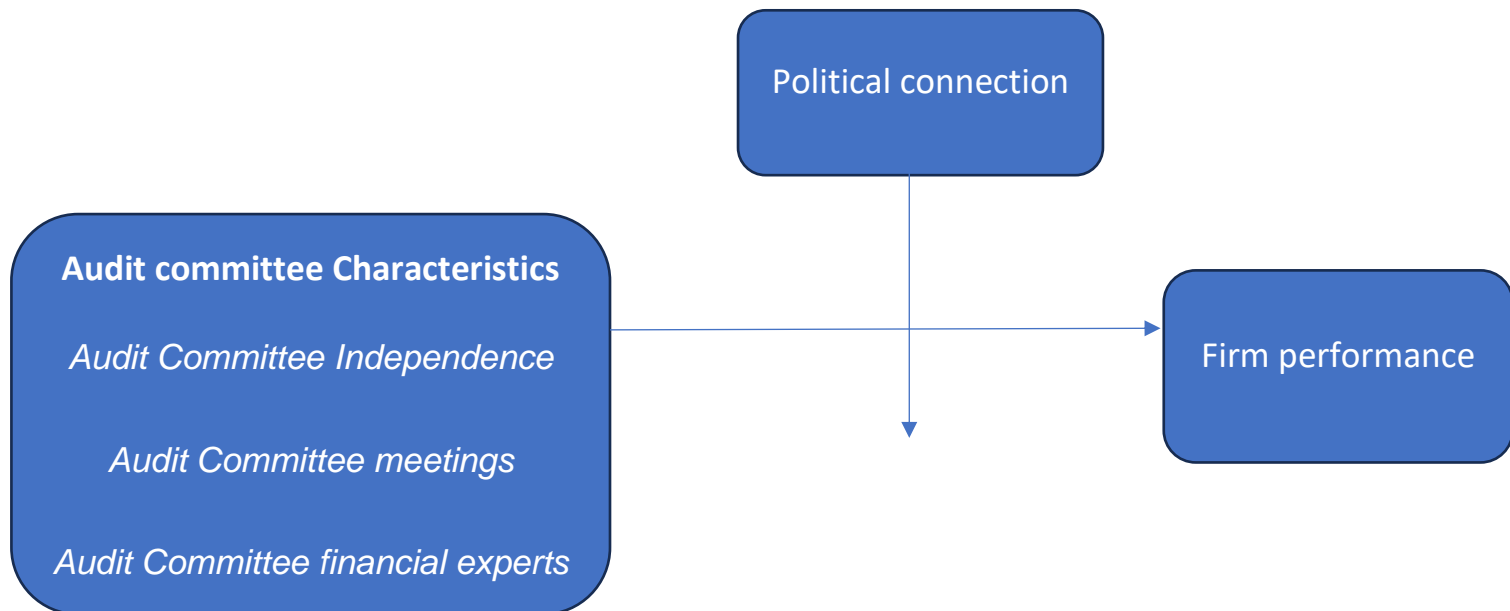 Political connection
Audit committee Characteristics
Audit Committee Independence
Audit Committee meetings
Audit Committee financial experts
Firm performance